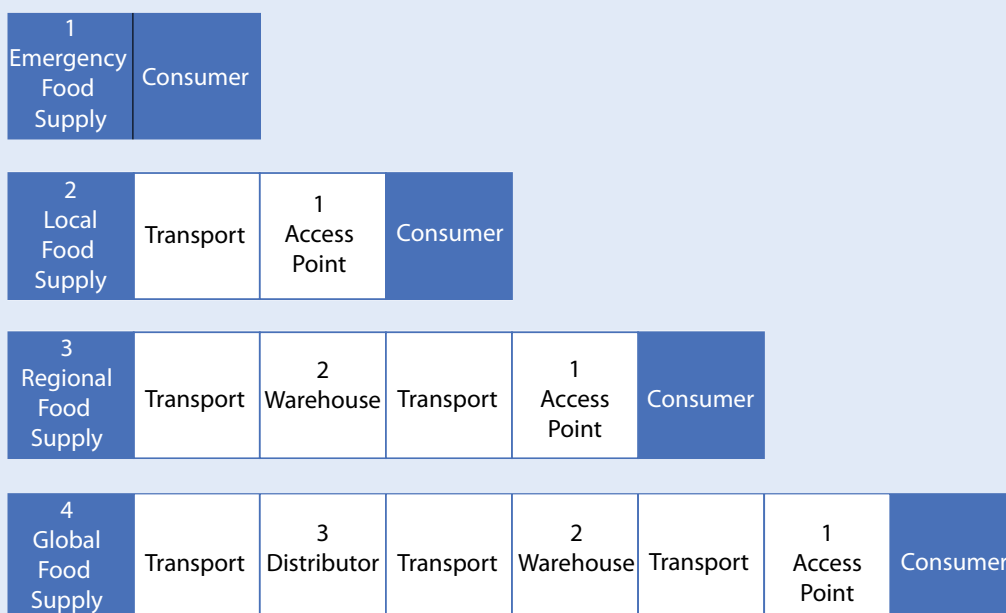 1
Emergency
Food
Supply
Consumer
2
Local
Food
Supply
Transport
1
Access
Point
Consumer
3
Regional
Food
Supply
Transport
2
Warehouse
Transport
1
Access
Point
Consumer
4
Global
Food
Supply
Transport
3
Distributor
Transport
2
Warehouse
Transport
1
Access
Point
Consumer